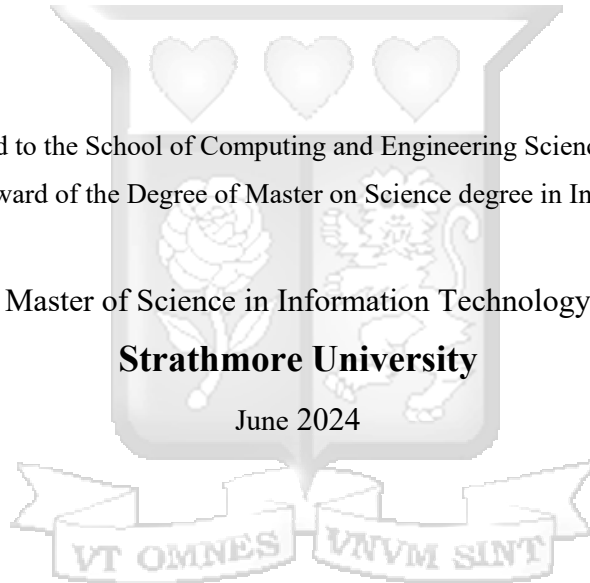 d to the School of Computing and Engineering Scienc
ward of the Degree of Master on Science degree in In
Master of Science in Information Technology
Strathmore University
June 2024
VT OMNES VNVM SINT